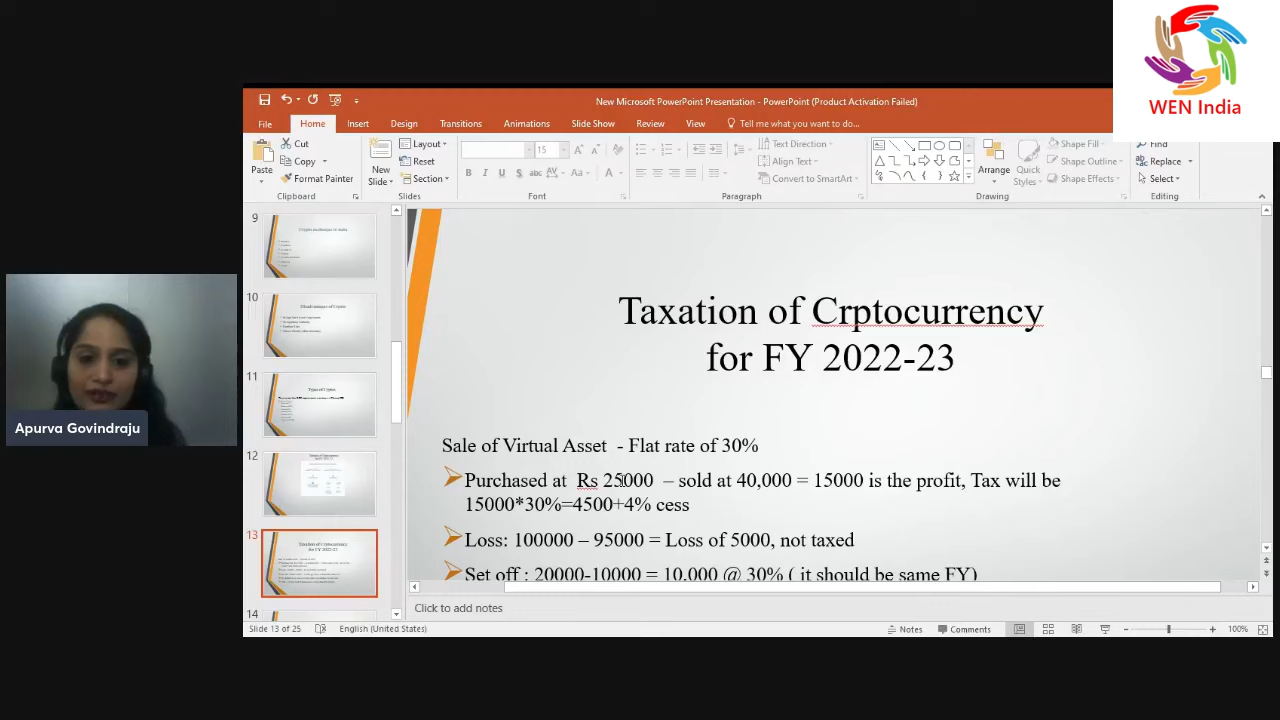 WEN India
New Microsoft PowerPoint Presentation - PowerPoint (Product Activation Failed)
File Home Insert Design Transitions Animations Slide Show Review View Tell me what you want to do...
Cut
Copy
Format Painter
Paste
Clipboard
New
Slide
Layout
Reset
Section
Slides
15
Font
Text Direction
Align Text
Convert to SmartArt
Paragraph
Arrange
Quick
Styles
Shape Fill
Shape Outline
Shape Effects
Drawing
Find
Replace
Select
Editing
9
10
11
12
13
14
Taxation of Crptocurrency
for FY 2022-23
Sale of Virtual Asset - Flat rate of 30%
Purchased at Rs 25000 – sold at 40,000 = 15000 is the profit, Tax will be
15000*30%=4500+4% cess
Loss: 100000 – 95000 = Loss of 5000, not taxed
Set off : 20000-10000 = 10,000
30% ( it should be same FY)
Apurva Govindraju
Click to add notes
Slide 13 of 25 English (United States) Notes Comments 100%